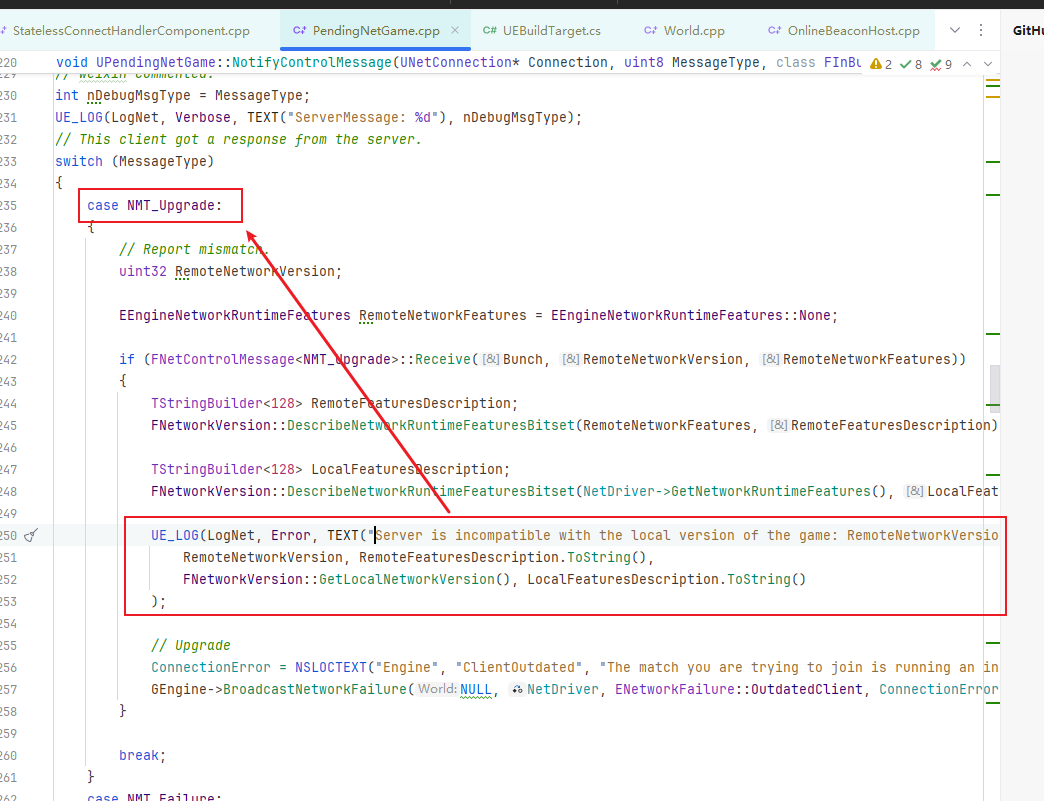 StatelessConnectHandlerComponent.cpp PendingNetGame.cpp UEBuildTarget.cs World.cpp OnlineBeaconHost.cpp GitHu
220 void UPendingNetGame::NotifyControlMessage(UNetConnection* Connection, uint8 MessageType, class FInBu 2 8 9
229 // weixin commented.
230 int nDebugMsgType = MessageType;
231 UE_LOG(LogNet, Verbose, TEXT("ServerMessage: %d"), nDebugMsgType);
232 // This client got a response from the server.
233 switch (MessageType)
234 {
235 case NMT_Upgrade:
236 {
237 // Report mismatch.
238 uint32 RemoteNetworkVersion;
239
240 EEngineNetworkRuntimeFeatures RemoteNetworkFeatures = EEngineNetworkRuntimeFeatures::None;
241
242 if (FNetControlMessage<NMT_Upgrade>::Receive([&]Bunch, [&]RemoteNetworkVersion, [&]RemoteNetworkFeatures))
243 {
244 TStringBuilder<128> RemoteFeaturesDescription;
245 FNetworkVersion::DescribeNetworkRuntimeFeaturesBitset(RemoteNetworkFeatures, [&]RemoteFeaturesDescription)
246
247 TStringBuilder<128> LocalFeaturesDescription;
248 FNetworkVersion::DescribeNetworkRuntimeFeaturesBitset(NetDriver->GetNetworkRuntimeFeatures(), [&]LocalFeat
249
250 UE_LOG(LogNet, Error, TEXT("Server is incompatible with the local version of the game: RemoteNetworkVersio
251 RemoteNetworkVersion, RemoteFeaturesDescription.ToString(),
252 FNetworkVersion::GetLocalNetworkVersion(), LocalFeaturesDescription.ToString()
253 );
254
255 // Upgrade
256 ConnectionError = NSLOCTEXT("Engine", "ClientOutdated", "The match you are trying to join is running an in
257 GEngine->BroadcastNetworkFailure(World:NULL, NetDriver, ENetworkFailure::OutdatedClient, ConnectionError
258 }
259
260 break;
261 }
262 case NMT_Failure: